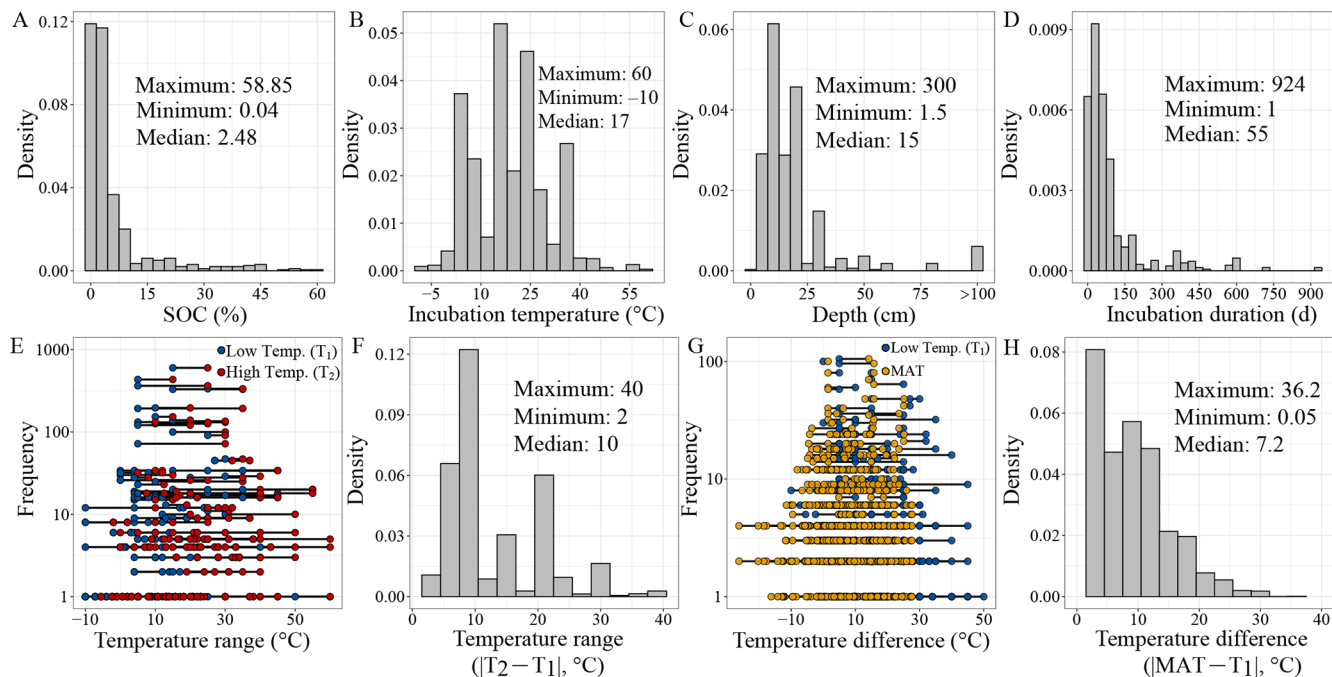 A
0.12
0.08
0.04
0.00
Density
Maximum: 58.85
Minimum: 0.04
Median: 2.48
0 15 30 45 60
SOC (%)
B
0.05
0.04
0.03
0.02
0.01
0.00
Density
Maximum: 60
Minimum: −10
Median: 17
−5 10 25 40 55
Incubation temperature (°C)
C
0.06
0.04
0.02
0.00
Density
Maximum: 300
Minimum: 1.5
Median: 15
0 25 50 75 >100
Depth (cm)
D
0.009
0.006
0.003
0.000
Density
Maximum: 924
Minimum: 1
Median: 55
0 150 300 450 600 750 900
Incubation duration (d)
E
1000
100
10
1
Frequency
Low Temp. (T₁)
High Temp. (T₂)
−10 10 30 50
Temperature range (°C)
F
0.12
0.09
0.06
0.03
0.00
Density
Maximum: 40
Minimum: 2
Median: 10
0 20 40
Temperature range
(|T₂−T₁|, °C)
G
100
10
1
Frequency
Low Temp. (T₁)
MAT
−10 10 30 50
Temperature difference (°C)
H
0.08
0.06
0.04
0.02
0.00
Density
Maximum: 36.2
Minimum: 0.05
Median: 7.2
0 20 40
Temperature difference
(|MAT−T₁|, °C)